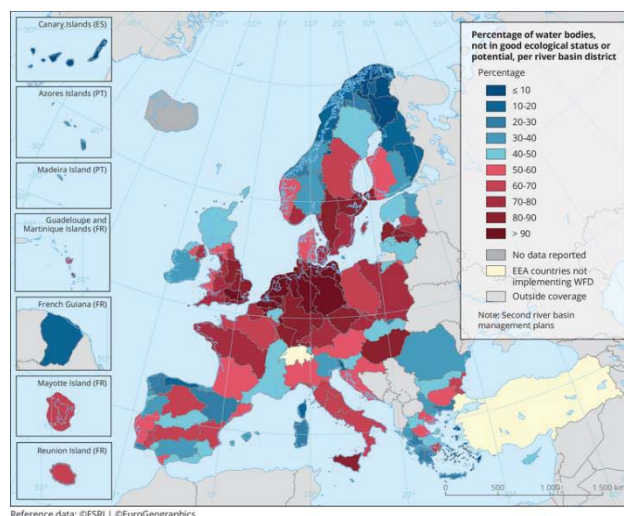 Canary Islands (ES)
Azores Islands (PT)
Madeira Island (PT)
Guadeloupe and
Martinique Islands (FR)
French Guiana (FR)
Mayotte Island (FR)
Reunion Island (FR)
Percentage of water bodies,
not in good ecological status or
potential, per river basin district
Percentage
≤ 10
10-20
20-30
30-40
40-50
50-60
60-70
70-80
80-90
> 90
No data reported
EEA countries not
implementing WFD
Outside coverage
Note: Second river basin
management plans
0 500 1 000 1 500 km
Reference data: ©ESRI | ©EuroGeographics